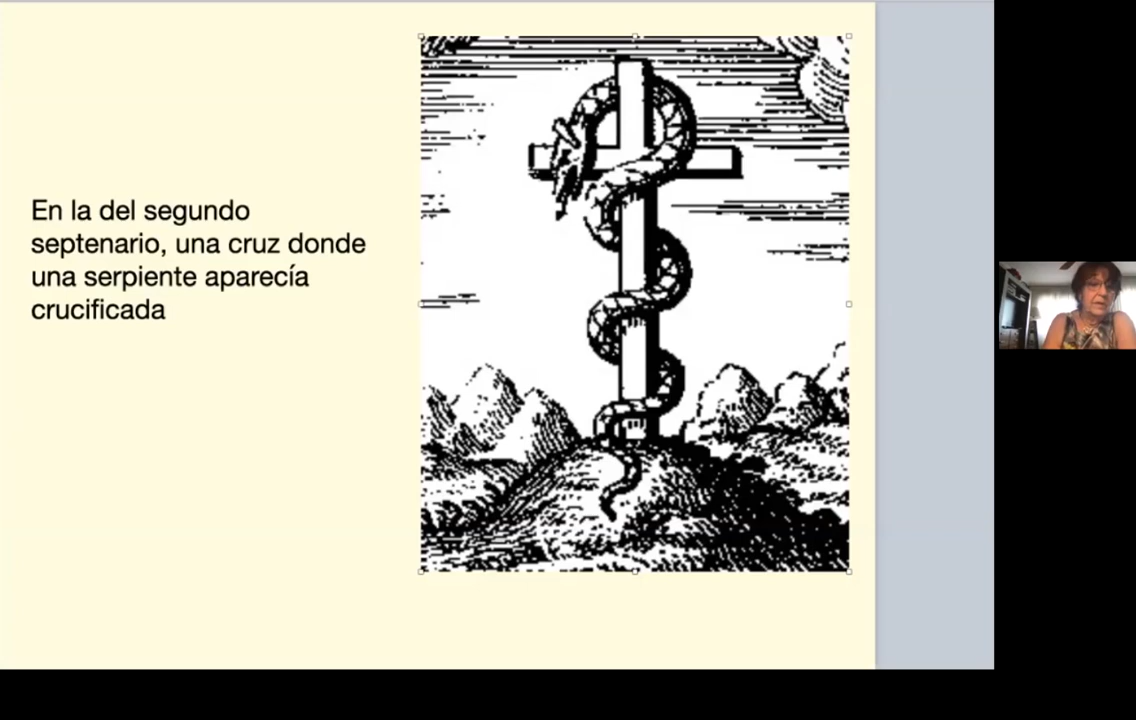 En la del segundo
septenario, una cruz donde
una serpiente aparecía
crucificada